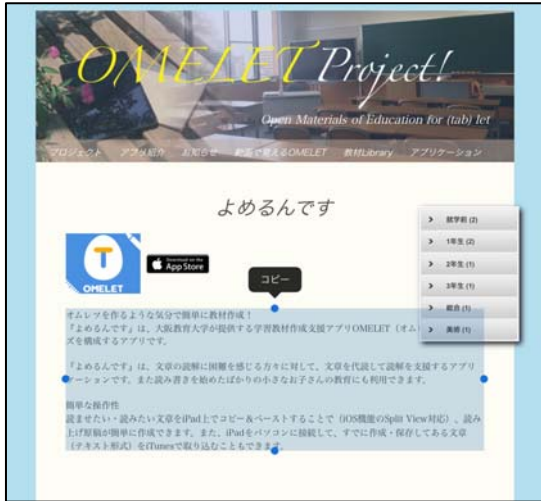 OMELET Project!
Open Materials of Education for (tab) let
プロジェクト アプリ紹介 お知らせ 動画で覚えるOMELET 教材Library アプリケーション
よめるんです
就学前 (2)
1年生 (2)
2年生 (1)
3年生 (1)
総合 (1)
美術 (1)
T
OMELET
Download on the
App Store
コピー
オムレツを作るような気分で簡単に教材作成！
『よめるんです』は、大阪教育大学が提供する学習教材作成支援アプリOMELET（オム
ズを構成するアプリです。
『よめるんです』は、文章の読解に困難を感じる方々に対して、文章を代読して読解を支援するアプリ
ケーションです。また読み書きを始めたばかりの小さなお子さんの教育にも利用できます。
簡単な操作性
読ませたい・読みたい文章をiPad上でコピー＆ペーストすることで（iOS機能のSplit View対応）、読み
上げ原稿が簡単に作成できます。また、iPadをパソコンに接続して、すでに作成・保存してある文章
（テキスト形式）をiTunesで取り込むこともできます。